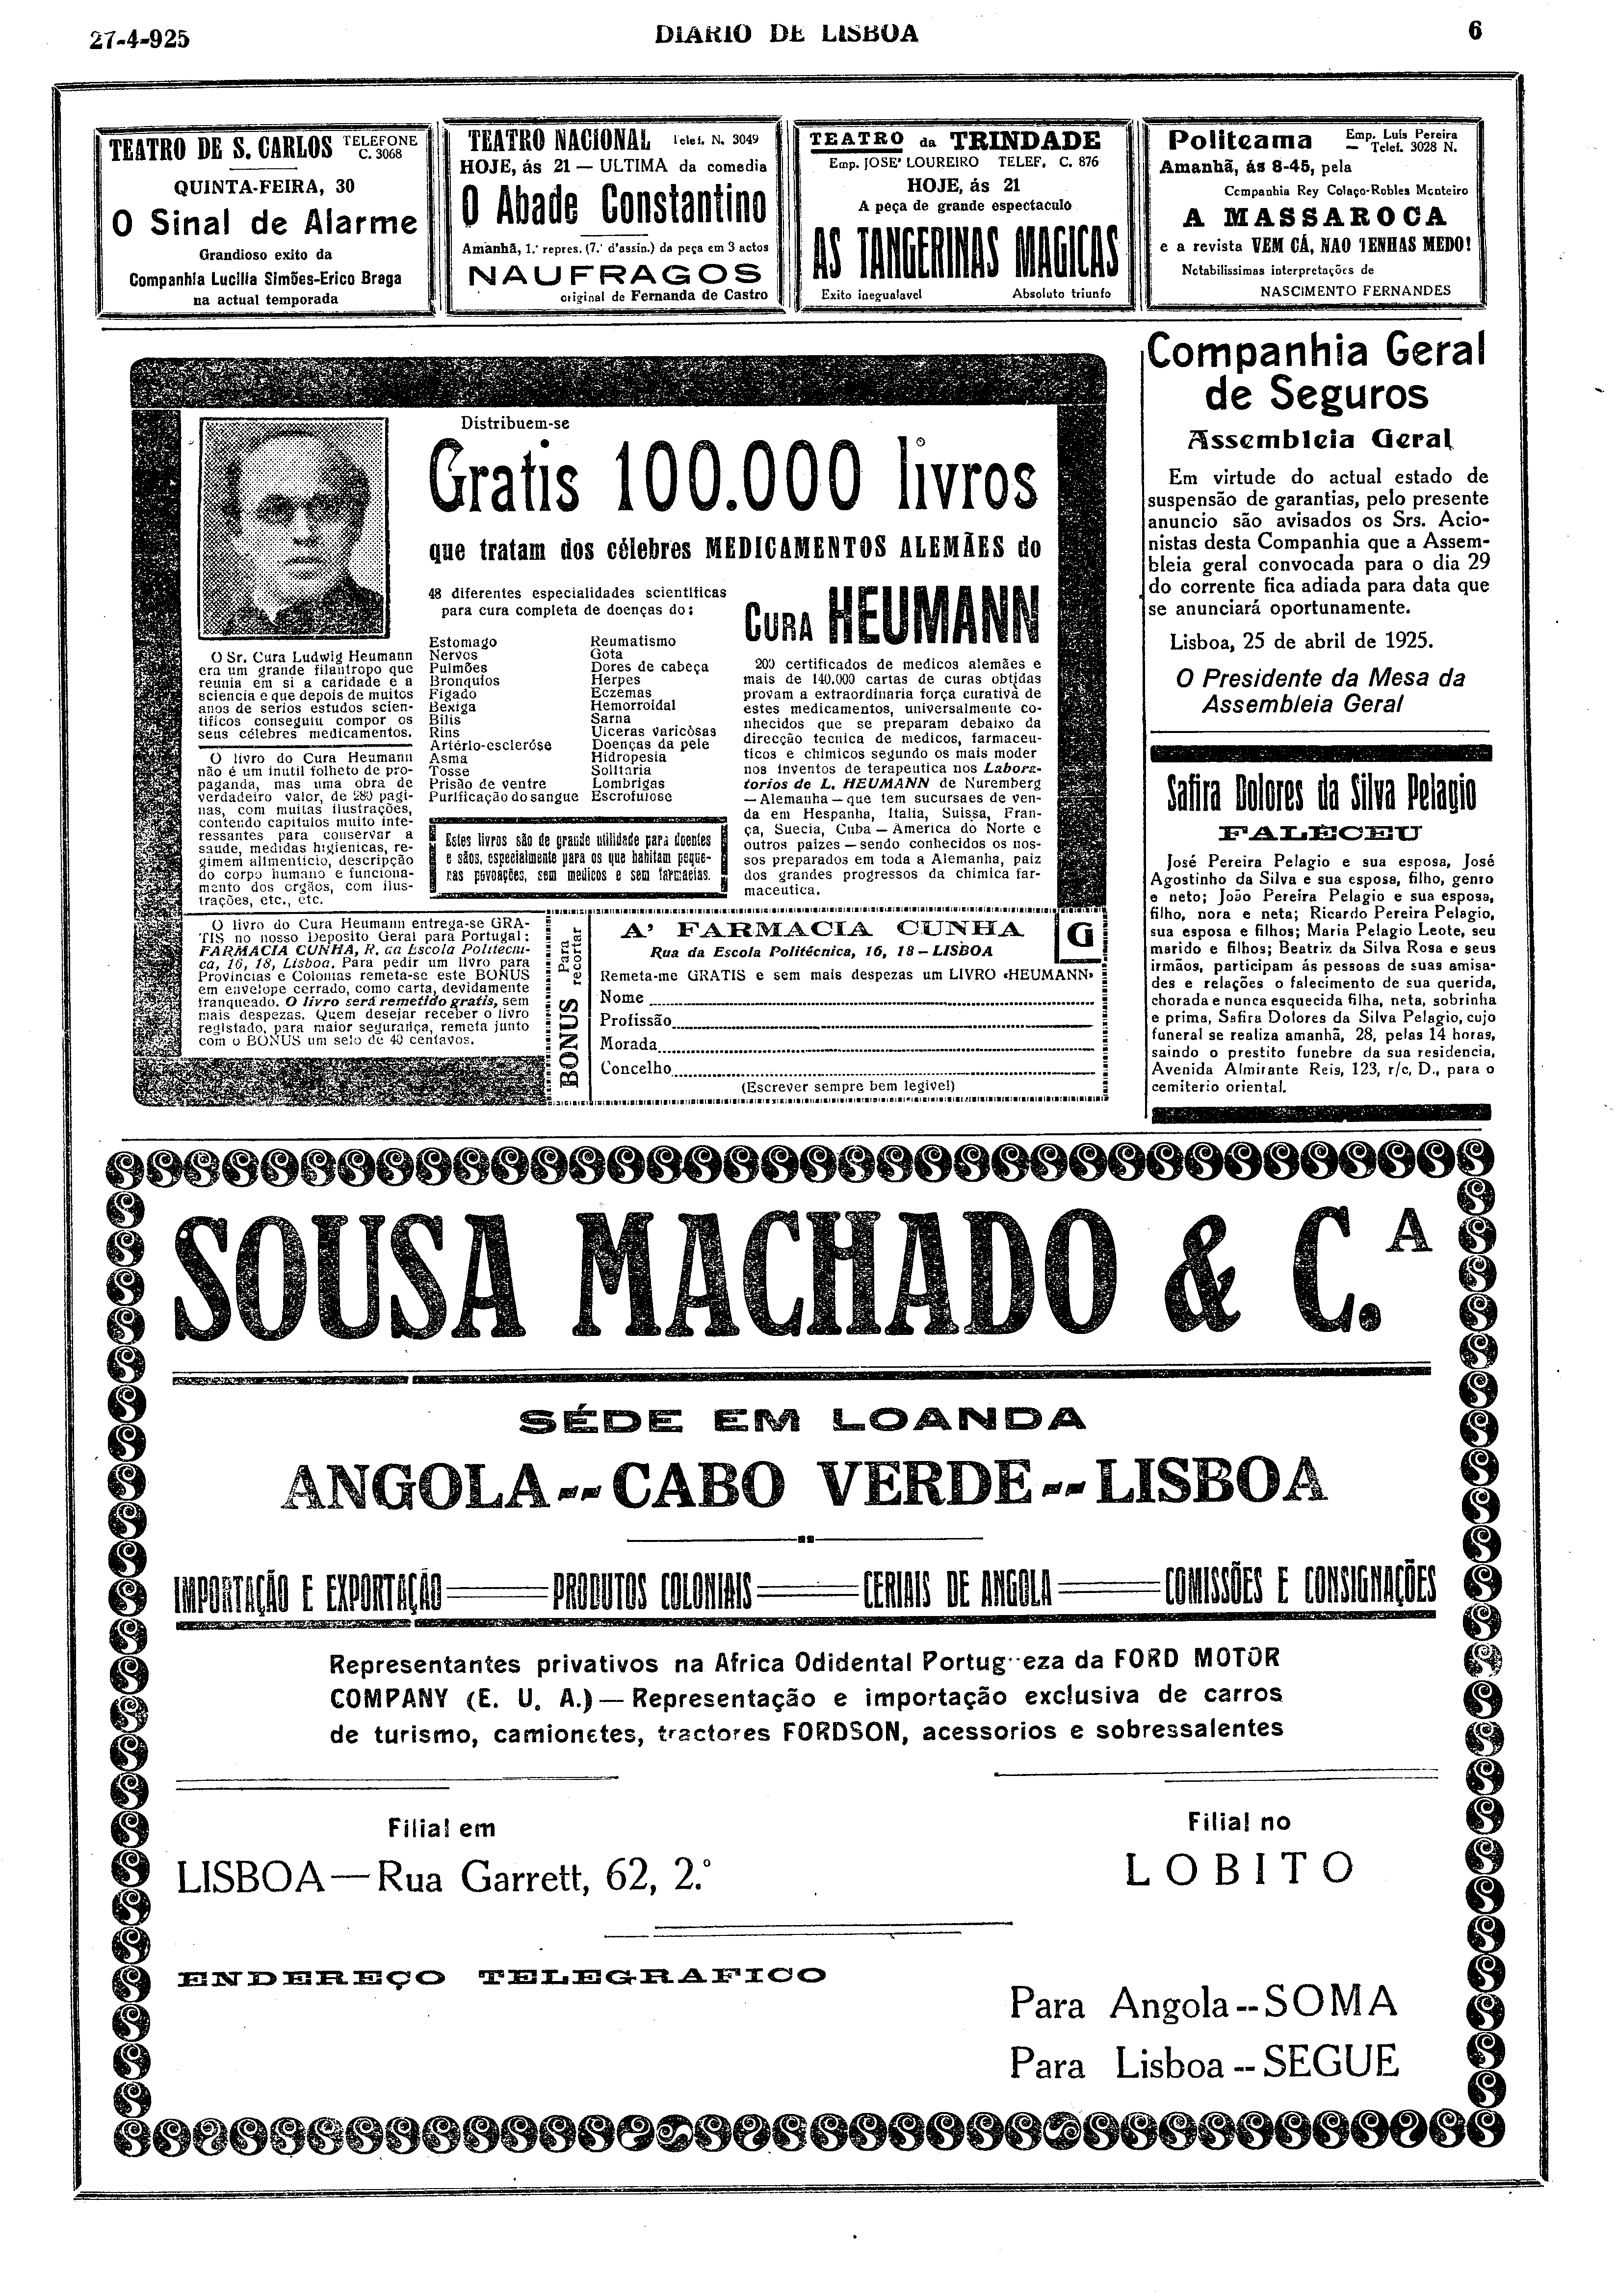 27-4-925
DIARIO DE LISBOA
6
TEATRO DE S. CARLOS TELEFONE C. 3068
QUINTA-FEIRA, 30
O Sinal de Alarme
Grandioso exito da
Companhia Lucilia Simões-Erico Braga
na actual temporada
TEATRO NACIONAL Telef. N. 3049
HOJE, ás 21 — ULTIMA da comedia
O Abade Constantino
Amanhã, 1.ª repres. (7.ª d'assin.) da peça em 3 actos
NAUFRAGOS
original de Fernanda de Castro
TEATRO da TRINDADE
Emp. JOSE' LOUREIRO TELEF. C. 876
HOJE, ás 21
A peça de grande espectaculo
AS TANGERINAS MAGICAS
Exito inegualavel Absoluto triunfo
Politeama Emp. Luis Pereira
— Telef. 3028 N.
Amanhã, ás 8-45, pela
Companhia Rey Colaço-Robles Monteiro
A MASSAROCA
e a revista VEM CÁ, NAO TENHAS MEDO!
Notabilissimas interpretações de
NASCIMENTO FERNANDES
Distribuem-se
Gratis 100.000 livros
que tratam dos célebres MEDICAMENTOS ALEMÃES do
CURA HEUMANN
O Sr. Cura Ludwig Heumann
era um grande filantropo que
reunia em si a caridade e a
sciencia e que depois de muitos
anos de serios estudos scien-
tificos conseguiu compor os
seus célebres medicamentos.
O livro do Cura Heumann
não é um inutil folheto de pro-
paganda, mas uma obra de
verdadeiro valor, de 280 pagi-
nas, com muitas ilustrações,
contendo capitulos muito inte-
ressantes para conservar a
saude, medidas higienicas, re-
gimem alimenticio, descripção
do corpo humano e funciona-
mento dos orgãos, com ilus-
trações, etc., etc.
48 diferentes especialidades scientificas
para cura completa de doenças do:
Estomago
Nervos
Pulmões
Bronquios
Figado
Bexiga
Bilis
Rins
Artério-escleróse
Asma
Tosse
Prisão de ventre
Purificação do sangue
Reumatismo
Gota
Dores de cabeça
Herpes
Eczemas
Hemorroidal
Sarna
Ulceras varicòsas
Doenças da pele
Hidropesia
Solitaria
Lombrigas
Escrofulose
Estes livros são de grande utilidade para doentes
e sãos, especialmente para os que habitam peque-
nas povoações, sem medicos e sem farmacias.
200 certificados de medicos alemães e
mais de 140.000 cartas de curas obtidas
provam a extraordinaria força curativa de
estes medicamentos, universalmente co-
nhecidos que se preparam debaixo da
direcção tecnica de medicos, farmaceu-
ticos e chimicos segundo os mais moder
nos inventos de terapeutica nos Labora-
torios de L. HEUMANN de Nuremberg
— Alemanha — que tem sucursaes de ven-
da em Hespanha, Italia, Suissa, Fran-
ça, Suecia, Cuba — America do Norte e
outros paizes — sendo conhecidos os nos-
sos preparados em toda a Alemanha, paiz
dos grandes progressos da chimica far-
maceutica.
O livro do Cura Heumann entrega-se GRA-
TIS no nosso Deposito Geral para Portugal:
FARMACIA CUNHA, R. da Escola Politecni-
ca, 16, 18, Lisboa. Para pedir um livro para
Provincias e Colonias remeta-se este BONUS
em envelope cerrado, como carta, devidamente
franqueado. O livro será remetido gratis, sem
mais despezas. Quem desejar receber o livro
registado, para maior segurança, remeta junto
com o BONUS um selo de 40 centavos.
BONUS Para recortar
A' FARMACIA CUNHA
G
Rua da Escola Politécnica, 16, 18 — LISBOA
Remeta-me GRATIS e sem mais despezas um LIVRO «HEUMANN»
Nome
Profissão
Morada
Concelho
(Escrever sempre bem legivel)
Companhia Geral
de Seguros
Assembleia Geral
Em virtude do actual estado de
suspensão de garantias, pelo presente
anuncio são avisados os Srs. Acio-
nistas desta Companhia que a Assem-
bleia geral convocada para o dia 29
do corrente fica adiada para data que
se anunciará oportunamente.
Lisboa, 25 de abril de 1925.
O Presidente da Mesa da
Assembleia Geral
Safira Dolores da Silva Pelagio
FALECEU
José Pereira Pelagio e sua esposa, José
Agostinho da Silva e sua esposa, filho, genro
e neto; João Pereira Pelagio e sua esposa,
filho, nora e neta; Ricardo Pereira Pelagio,
sua esposa e filhos; Maria Pelagio Leote, seu
marido e filhos; Beatriz da Silva Rosa e seus
irmãos, participam ás pessoas de suas amisa-
des e relações o falecimento de sua querida,
chorada e nunca esquecida filha, neta, sobrinha
e prima, Safira Dolores da Silva Pelagio, cujo
funeral se realiza amanhã, 28, pelas 14 horas,
saindo o prestito funebre da sua residencia,
Avenida Almirante Reis, 123, r/c, D., para o
cemiterio oriental.
SOUSA MACHADO & C.A
SÉDE EM LOANDA
ANGOLA--CABO VERDE--LISBOA
IMPORTAÇÃO E EXPORTAÇÃO — PRODUTOS COLONIAIS — CERIAIS DE ANGOLA — COMISSÕES E CONSIGNAÇÕES
Representantes privativos na Africa Odidental Portug eza da FORD MOTOR
COMPANY (E. U. A.) — Representação e importação exclusiva de carros
de turismo, camionetes, tractores FORDSON, acessorios e sobressalentes
Filial em
LISBOA — Rua Garrett, 62, 2.º
Filial no
LOBITO
ENDEREÇO TELEGRAFICO
Para Angola -- SOMA
Para Lisboa -- SEGUE